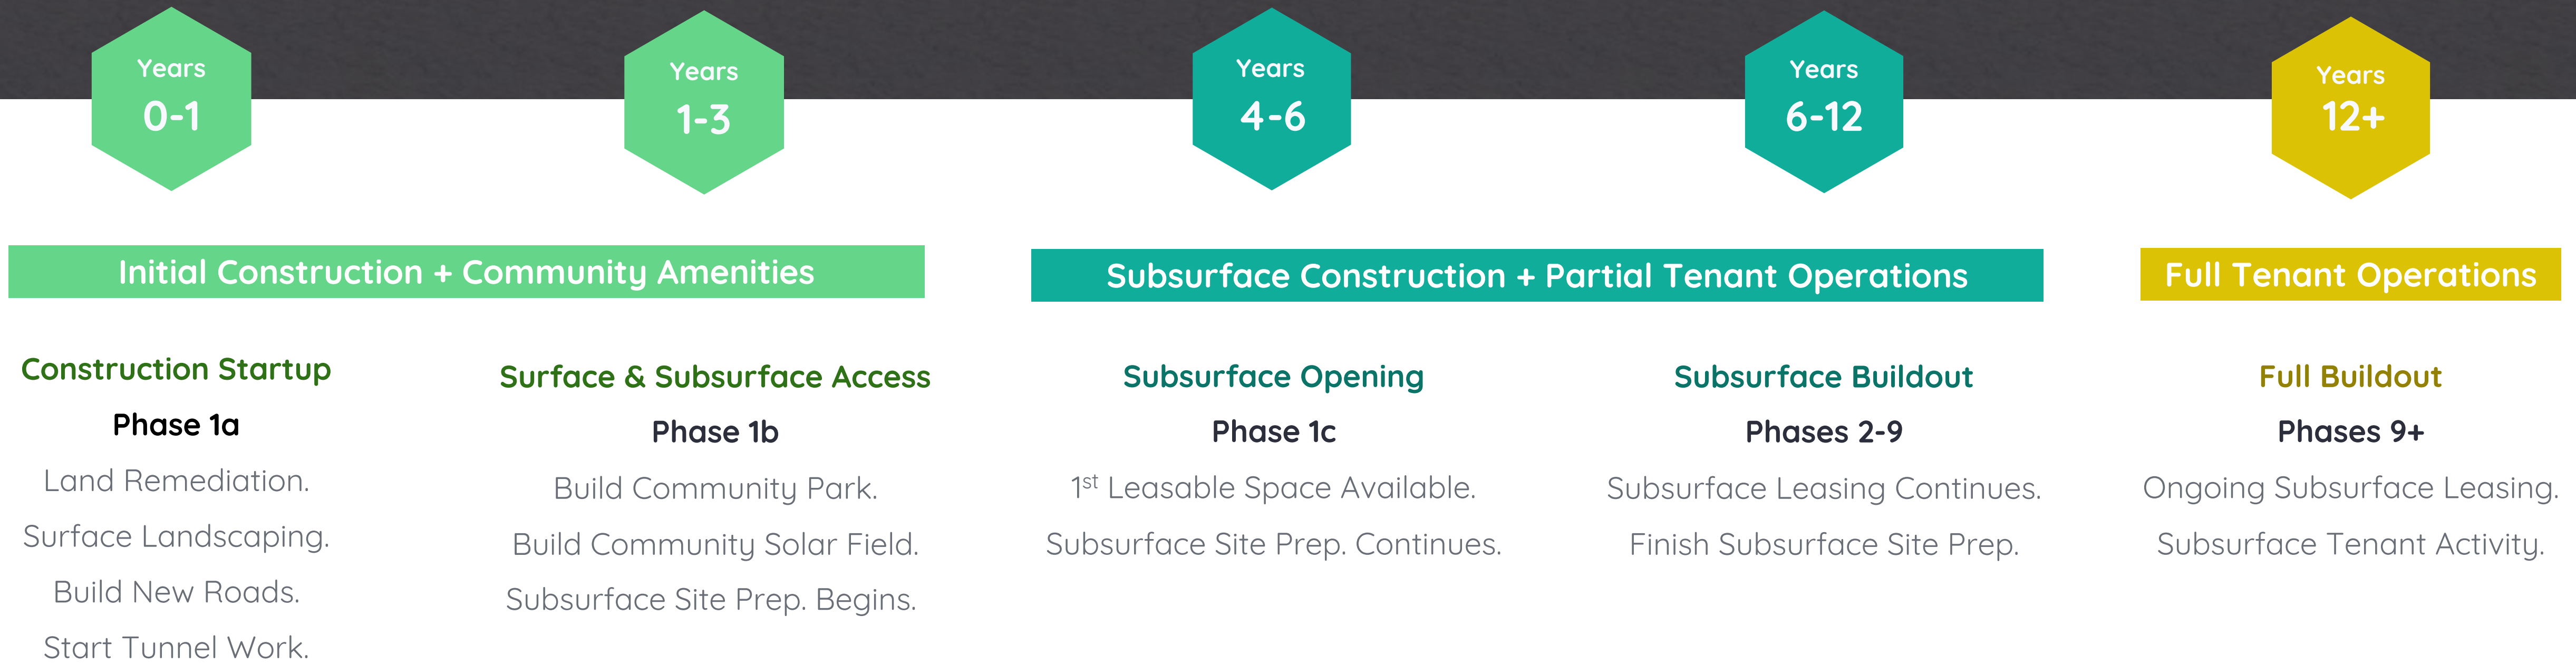 Years
0-1
Years
1-3
Years
4-6
Years
6-12
Years
12+
Initial Construction + Community Amenities
Subsurface Construction + Partial Tenant Operations
Full Tenant Operations
Construction Startup
Phase 1a
Land Remediation.
Surface Landscaping.
Build New Roads.
Start Tunnel Work.
Surface & Subsurface Access
Phase 1b
Build Community Park.
Build Community Solar Field.
Subsurface Site Prep. Begins.
Subsurface Opening
Phase 1c
1st Leasable Space Available.
Subsurface Site Prep. Continues.
Subsurface Buildout
Phases 2-9
Subsurface Leasing Continues.
Finish Subsurface Site Prep.
Full Buildout
Phases 9+
Ongoing Subsurface Leasing.
Subsurface Tenant Activity.